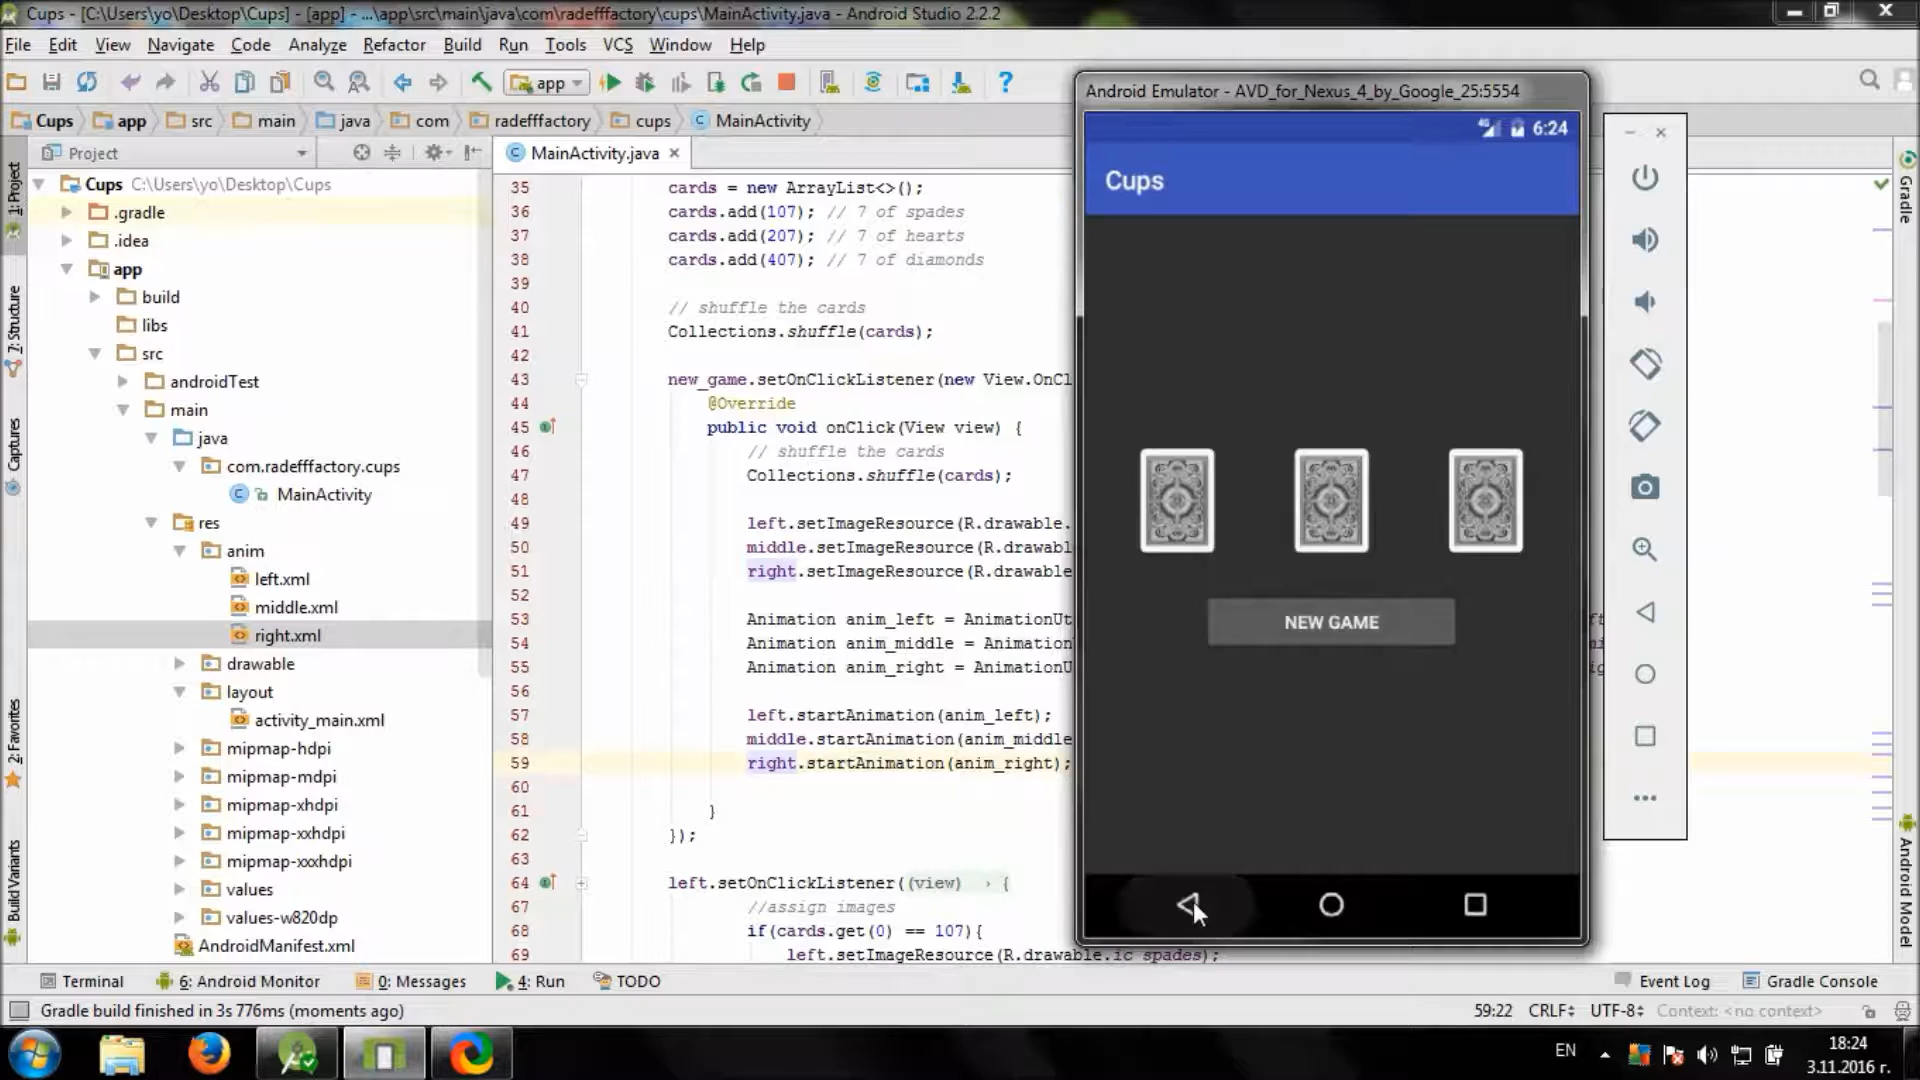 Cups - [C:\Users\yo\Desktop\Cups] - [app] - ...\app\src\main\java\com\radefffactory\cups\MainActivity.java - Android Studio 2.2.2
File Edit View Navigate Code Analyze Refactor Build Run Tools VCS Window Help
app
Cups app src main java com radefffactory cups MainActivity
Project
MainActivity.java
1: Project
7: Structure
Captures
2: Favorites
Build Variants
Cups C:\Users\yo\Desktop\Cups
.gradle
.idea
app
build
libs
src
androidTest
main
java
com.radefffactory.cups
MainActivity
res
anim
left.xml
middle.xml
right.xml
drawable
layout
activity_main.xml
mipmap-hdpi
mipmap-mdpi
mipmap-xhdpi
mipmap-xxhdpi
mipmap-xxxhdpi
values
values-w820dp
AndroidManifest.xml
35 cards = new ArrayList<>();
36 cards.add(107); // 7 of spades
37 cards.add(207); // 7 of hearts
38 cards.add(407); // 7 of diamonds
39
40 // shuffle the cards
41 Collections.shuffle(cards);
42
43 new_game.setOnClickListener(new View.OnCl
44 @Override
45 public void onClick(View view) {
46 // shuffle the cards
47 Collections.shuffle(cards);
48
49 left.setImageResource(R.drawable.
50 middle.setImageResource(R.drawabl
51 right.setImageResource(R.drawable
52
53 Animation anim_left = AnimationUt
54 Animation anim_middle = Animation
55 Animation anim_right = AnimationU
56
57 left.startAnimation(anim_left);
58 middle.startAnimation(anim_middle
59 right.startAnimation(anim_right);
60
61 }
62 });
63
64 left.setOnClickListener((view) → {
67 //assign images
68 if(cards.get(0) == 107){
69 left.setImageResource(R.drawable.ic_spades);
Android Emulator - AVD_for_Nexus_4_by_Google_25:5554
4G 6:24
Cups
NEW GAME
Gradle
Android Model
Terminal 6: Android Monitor 0: Messages 4: Run TODO Event Log Gradle Console
Gradle build finished in 3s 776ms (moments ago) 59:22 CRLF UTF-8 Context: <no context>
EN 18:24
3.11.2016 г.